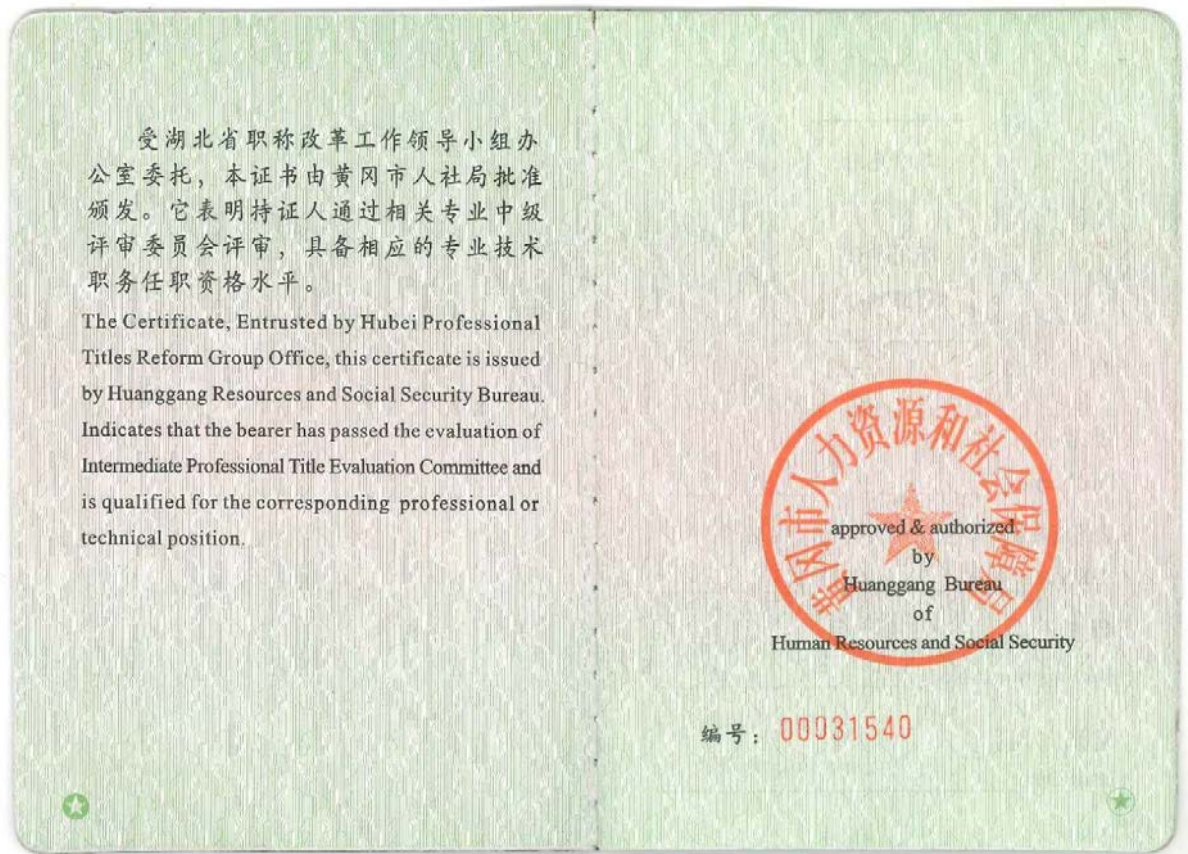 受湖北省职称改革工作领导小组办
公室委托，本证书由黄冈市人社局批准
颁发。它表明持证人通过相关专业中级
评审委员会评审，具备相应的专业技术
职务任职资格水平。
The Certificate, Entrusted by Hubei Professional
Titles Reform Group Office, this certificate is issued
by Huanggang Resources and Social Security Bureau.
Indicates that the bearer has passed the evaluation of
Intermediate Professional Title Evaluation Committee and
is qualified for the corresponding professional or
technical position.
黄冈市人力资源和社会保障局
approved & authorized
by
Huanggang Bureau
of
Human Resources and Social Security
编号：00031540